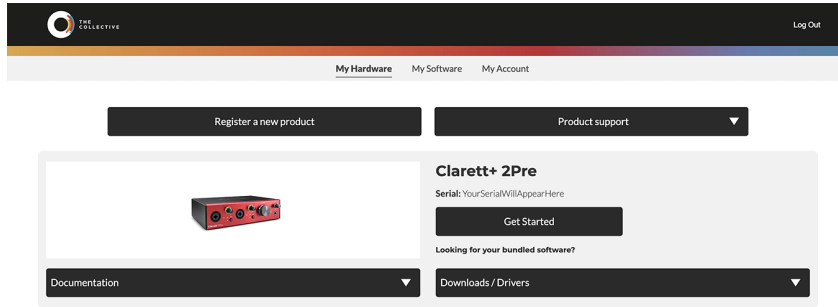 THE
COLLECTIVE
Log Out
My Hardware My Software My Account
Register a new product
Product support
Clarett+ 2Pre
Serial: YourSerialWillAppearHere
Get Started
Looking for your bundled software?
Documentation
Downloads / Drivers